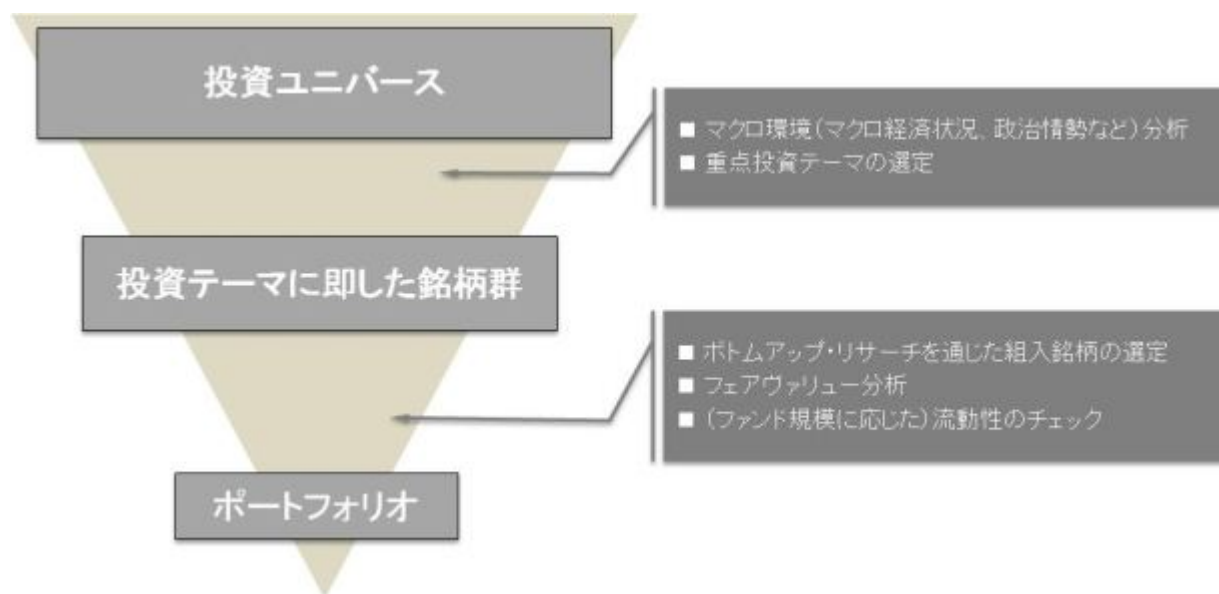 投資ユニバース
■ マクロ環境(マクロ経済状況、政治情勢など)分析
■ 重点投資テーマの選定
投資テーマに即した銘柄群
■ ボトムアップ・リサーチを通じた組入銘柄の選定
■ フェアヴァリュー分析
■ (ファンド規模に応じた)流動性のチェック
ポートフォリオ